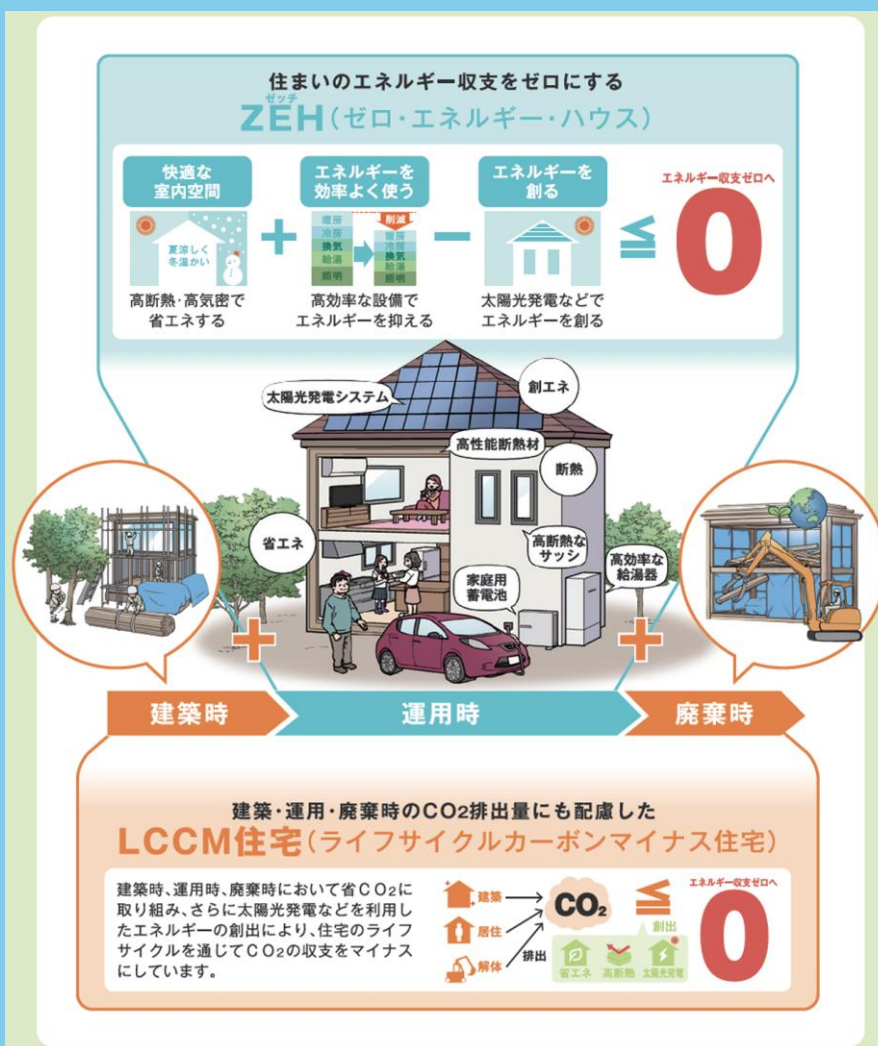 住まいのエネルギー収支をゼロにする
ゼッチ
ZEH(ゼロ・エネルギー・ハウス)
快適な
室内空間
夏涼しく
冬温かい
高断熱・高気密で
省エネする
+
エネルギーを
効率よく使う
暖房
冷房
換気
給湯
照明
削減
暖房
冷房
換気
給湯
照明
高効率な設備で
エネルギーを抑える
−
エネルギーを
創る
太陽光発電などで
エネルギーを創る
≦
エネルギー収支ゼロへ
0
太陽光発電システム
創エネ
高性能断熱材
断熱
省エネ
高断熱な
サッシ
高効率な
給湯器
家庭用
蓄電池
+
+
建築時
運用時
廃棄時
建築・運用・廃棄時のCO2排出量にも配慮した
LCCM住宅(ライフサイクルカーボンマイナス住宅)
建築時、運用時、廃棄時において省CO2に
取り組み、さらに太陽光発電などを利用し
たエネルギーの創出により、住宅のライフ
サイクルを通じてCO2の収支をマイナス
にしています。
建築
居住
解体
排出
CO2
≦
創出
省エネ
高断熱
太陽光発電
エネルギー収支ゼロへ
0